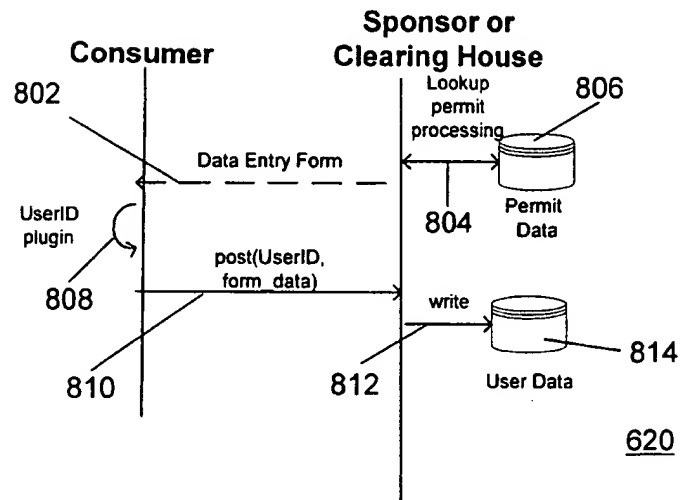 Sponsor or
Clearing House
Consumer
802
Lookup
permit
processing
806
Data Entry Form
804
Permit
Data
UserID
plugin
808
post(UserID,
form_data)
810
write
812
814
User Data
620